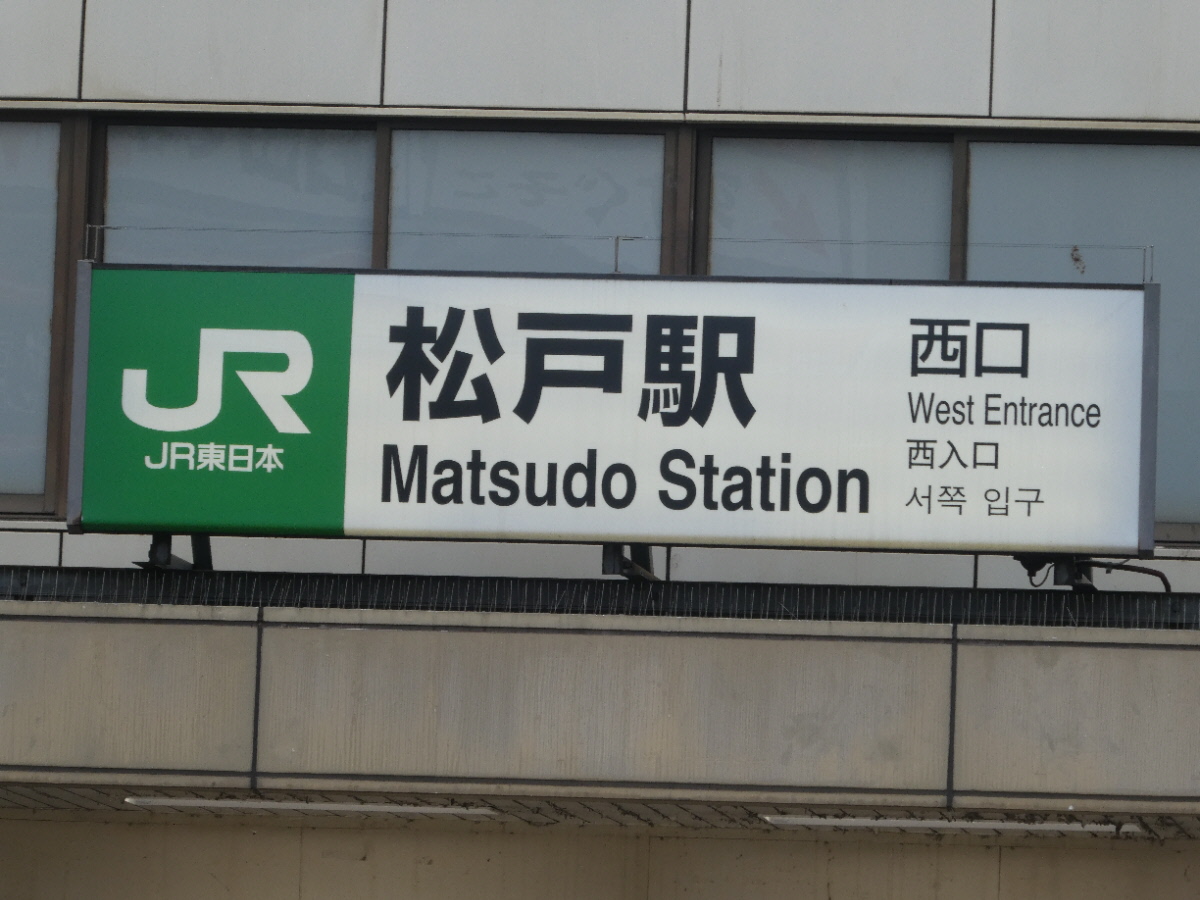 JR
JR東日本
松戸駅
Matsudo Station
西口
West Entrance
西入口
서쪽 입구